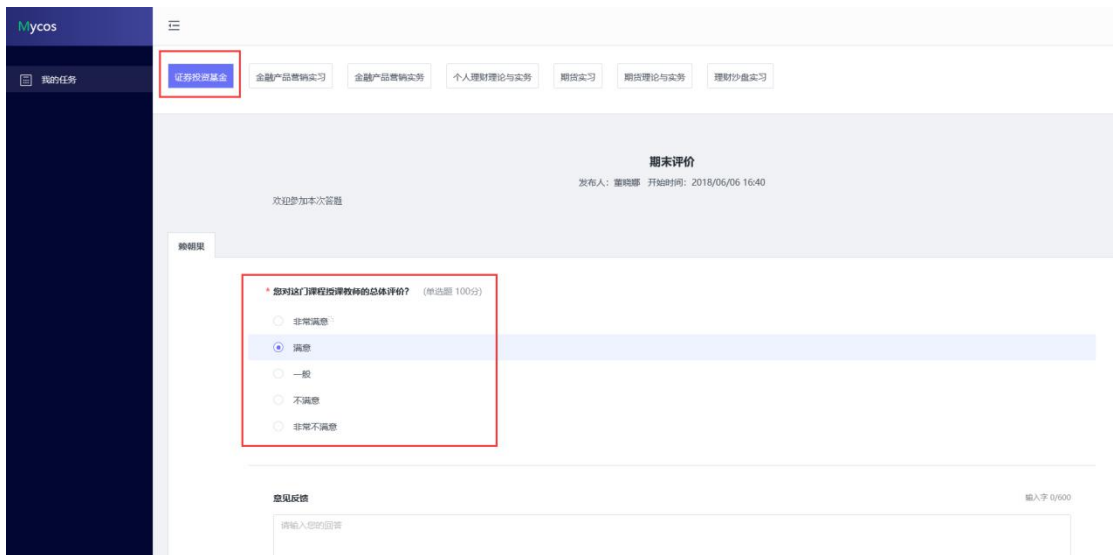 Mycos
我的任务
证券投资基金 金融产品营销实习 金融产品营销实务 个人理财理论与实务 期货实习 期货理论与实务 理财沙盘实习
期末评价
发布人：董晓娜 开始时间：2018/06/06 16:40
欢迎参加本次答题
赖朝果
* 您对这门课程授课教师的总体评价？ (单选题 100分)
非常满意
满意
一般
不满意
非常不满意
意见反馈 输入字 0/600
请输入您的回答